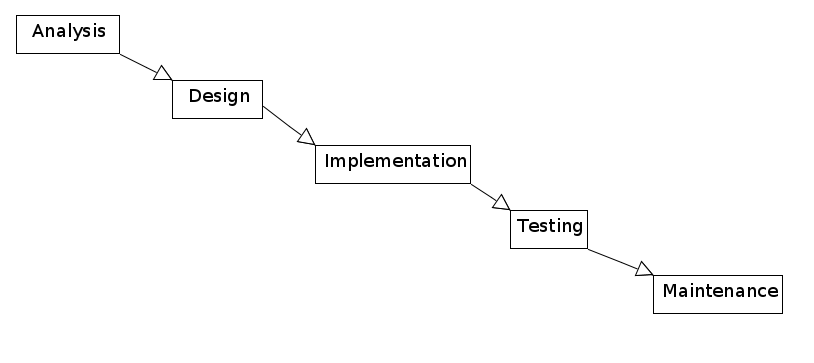 Analysis
Design
Implementation
Testing
Maintenance